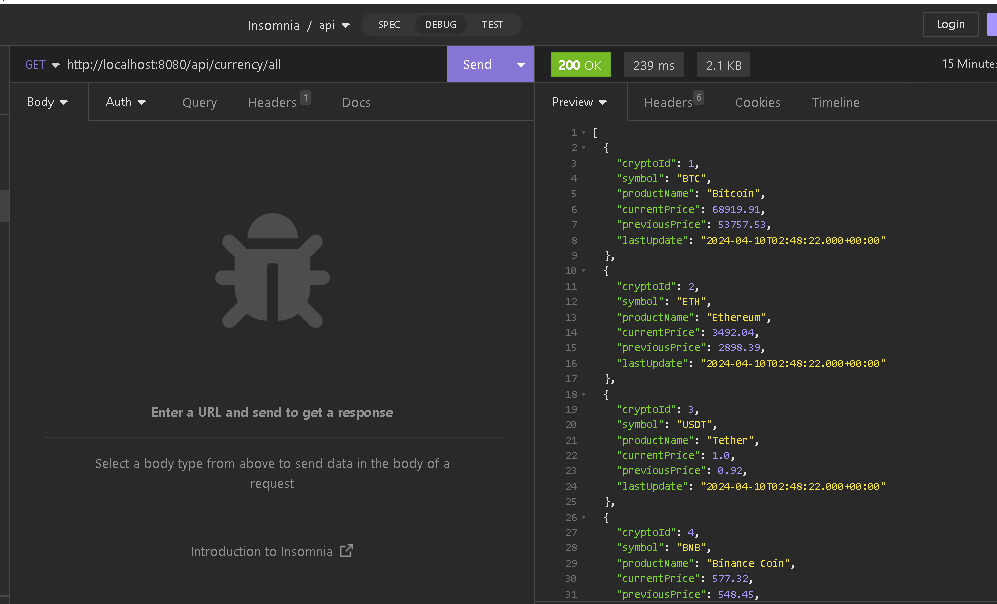 Insomnia / api SPEC DEBUG TEST Login
GET http://localhost:8080/api/currency/all Send 200 OK 239 ms 2.1 KB 15 Minute
Body Auth Query Headers 1 Docs
Preview Headers 6 Cookies Timeline
Enter a URL and send to get a response
Select a body type from above to send data in the body of a
request
Introduction to Insomnia
1 [
2 {
3 "cryptoId": 1,
4 "symbol": "BTC",
5 "productName": "Bitcoin",
6 "currentPrice": 68919.91,
7 "previousPrice": 53757.53,
8 "lastUpdate": "2024-04-10T02:48:22.000+00:00"
9 },
10 {
11 "cryptoId": 2,
12 "symbol": "ETH",
13 "productName": "Ethereum",
14 "currentPrice": 3492.04,
15 "previousPrice": 2898.39,
16 "lastUpdate": "2024-04-10T02:48:22.000+00:00"
17 },
18 {
19 "cryptoId": 3,
20 "symbol": "USDT",
21 "productName": "Tether",
22 "currentPrice": 1.0,
23 "previousPrice": 0.92,
24 "lastUpdate": "2024-04-10T02:48:22.000+00:00"
25 },
26 {
27 "cryptoId": 4,
28 "symbol": "BNB",
29 "productName": "Binance Coin",
30 "currentPrice": 577.32,
31 "previousPrice": 548.45,